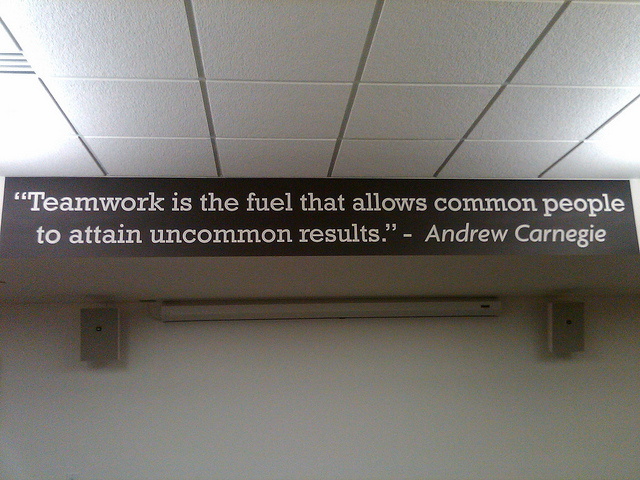 “Teamwork is the fuel that allows common people
to attain uncommon results.” - Andrew Carnegie